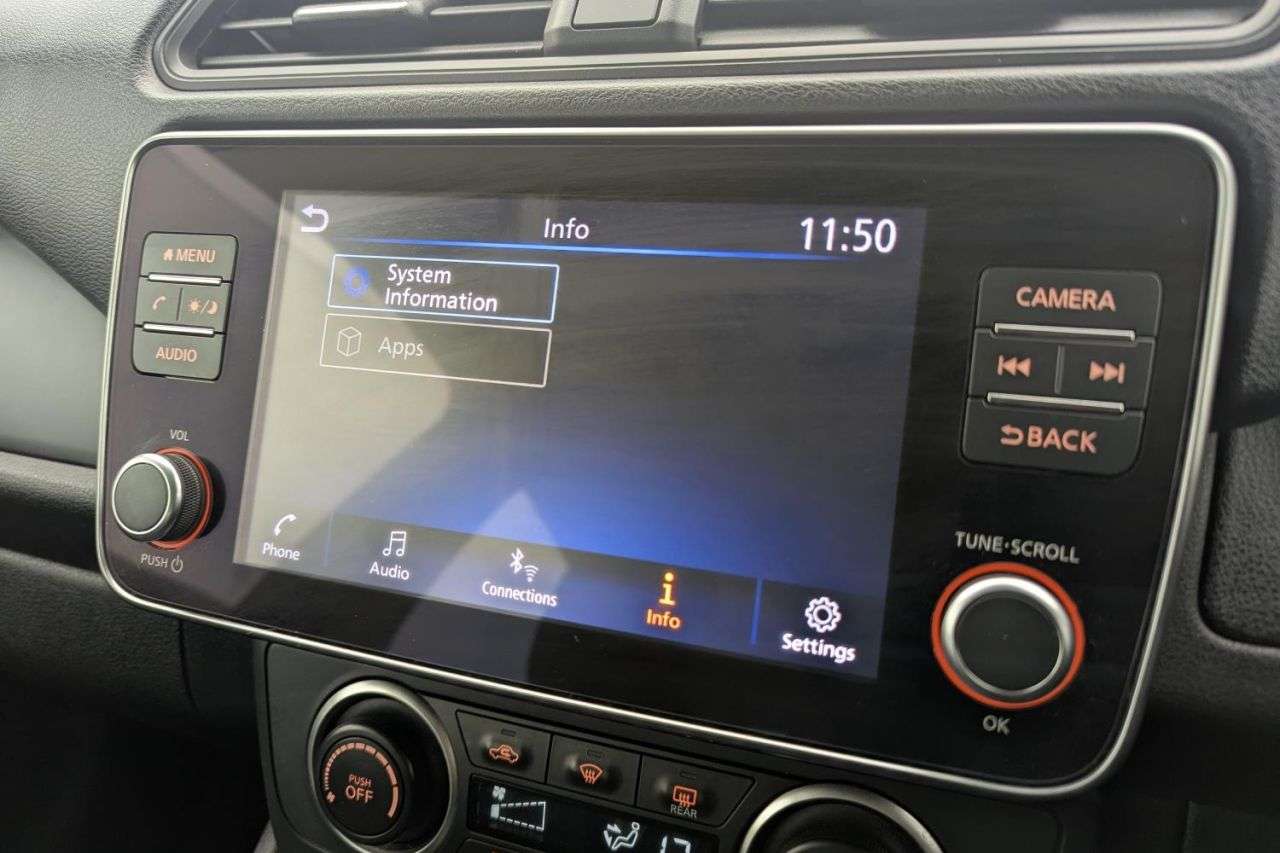 Info
11:50
MENU
AUDIO
System
Information
Apps
CAMERA
BACK
VOL
PUSH
Phone
Audio
Connections
Info
Settings
TUNE·SCROLL
OK
PUSH
OFF
REAR
17